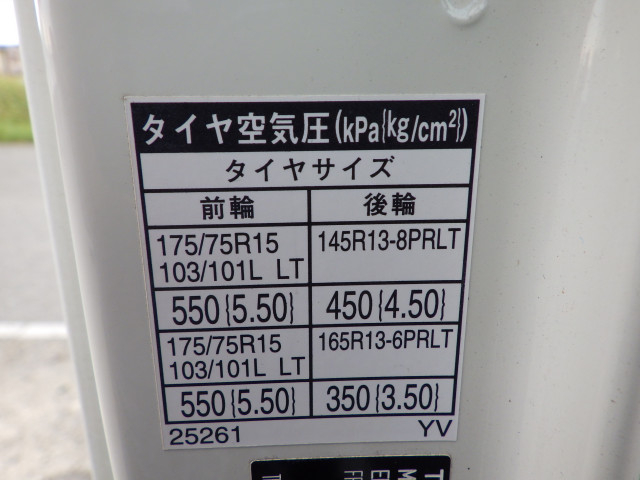 タイヤ空気圧(kPa{kg/cm²})
タイヤサイズ
前輪 後輪
175/75R15 103/101L LT 145R13-8PRLT
550{5.50} 450{4.50}
175/75R15 103/101L LT 165R13-6PRLT
550{5.50} 350{3.50}
25261 YV